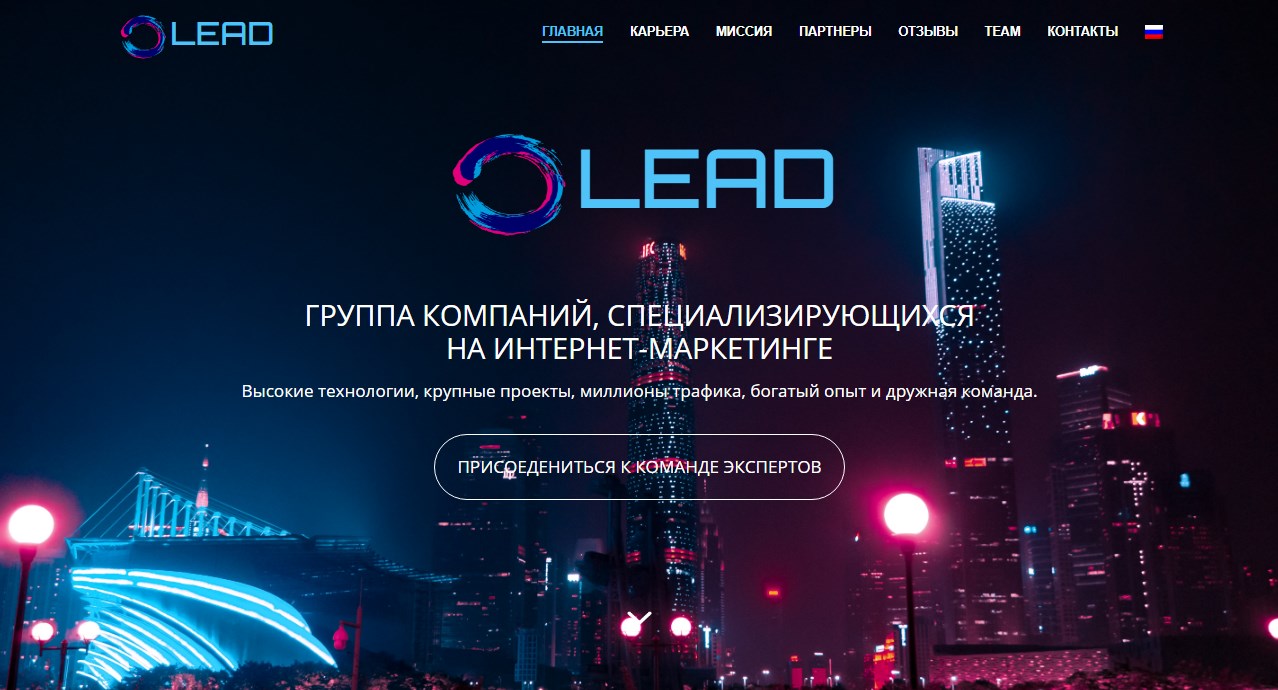 LEAD
ГЛАВНАЯ КАРЬЕРА МИССИЯ ПАРТНЕРЫ ОТЗЫВЫ TEAM КОНТАКТЫ
LEAD
IFC
ГРУППА КОМПАНИЙ, СПЕЦИАЛИЗИРУЮЩИХСЯ
НА ИНТЕРНЕТ-МАРКЕТИНГЕ
Высокие технологии, крупные проекты, миллионы трафика, богатый опыт и дружная команда.
ПРИСОЕДЕНИТЬСЯ К КОМАНДЕ ЭКСПЕРТОВ